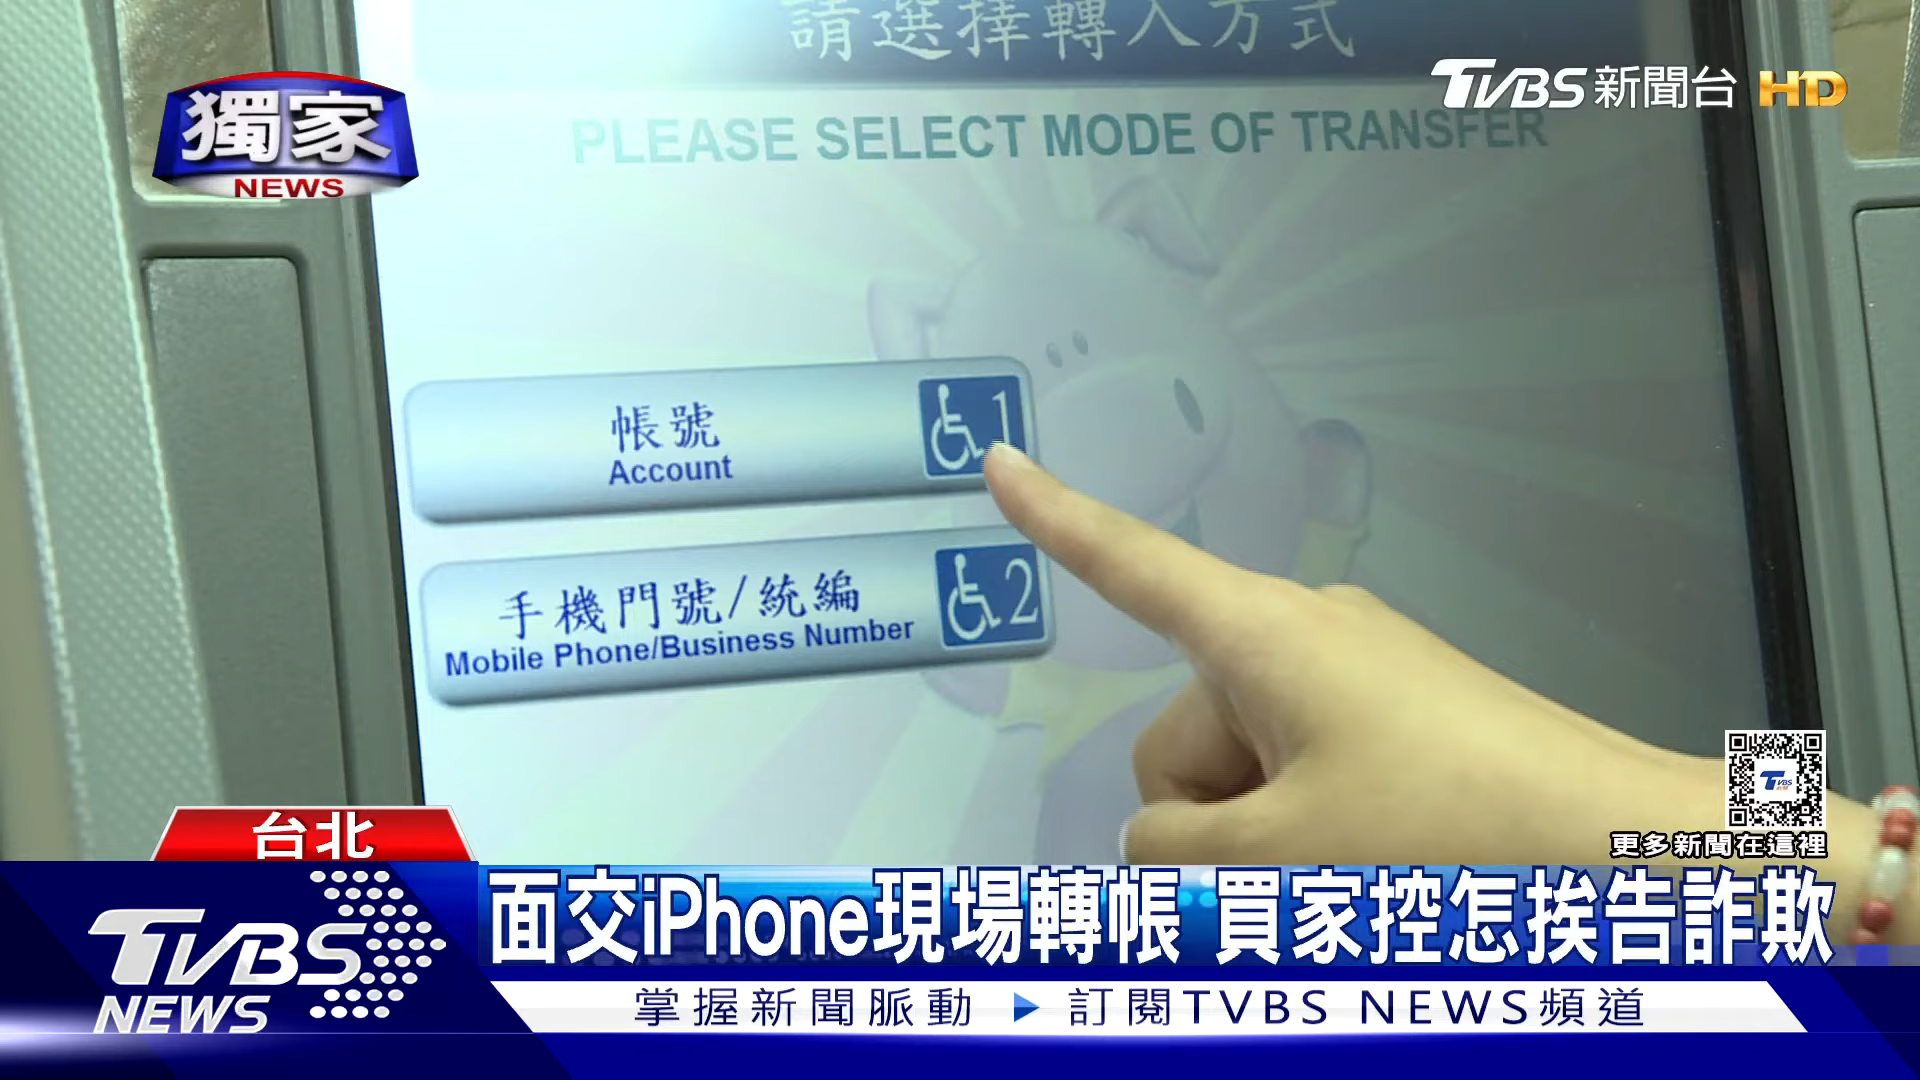 請選擇轉入方式
獨家
NEWS
TVBS新聞台 HD
PLEASE SELECT MODE OF TRANSFER
帳號
Account
1
手機門號/統編
Mobile Phone/Business Number
2
TVBS
更多新聞在這裡
台北
面交iPhone現場轉帳 買家控怎挨告詐欺
TVBS
NEWS
掌握新聞脈動 ▶ 訂閱TVBS NEWS頻道